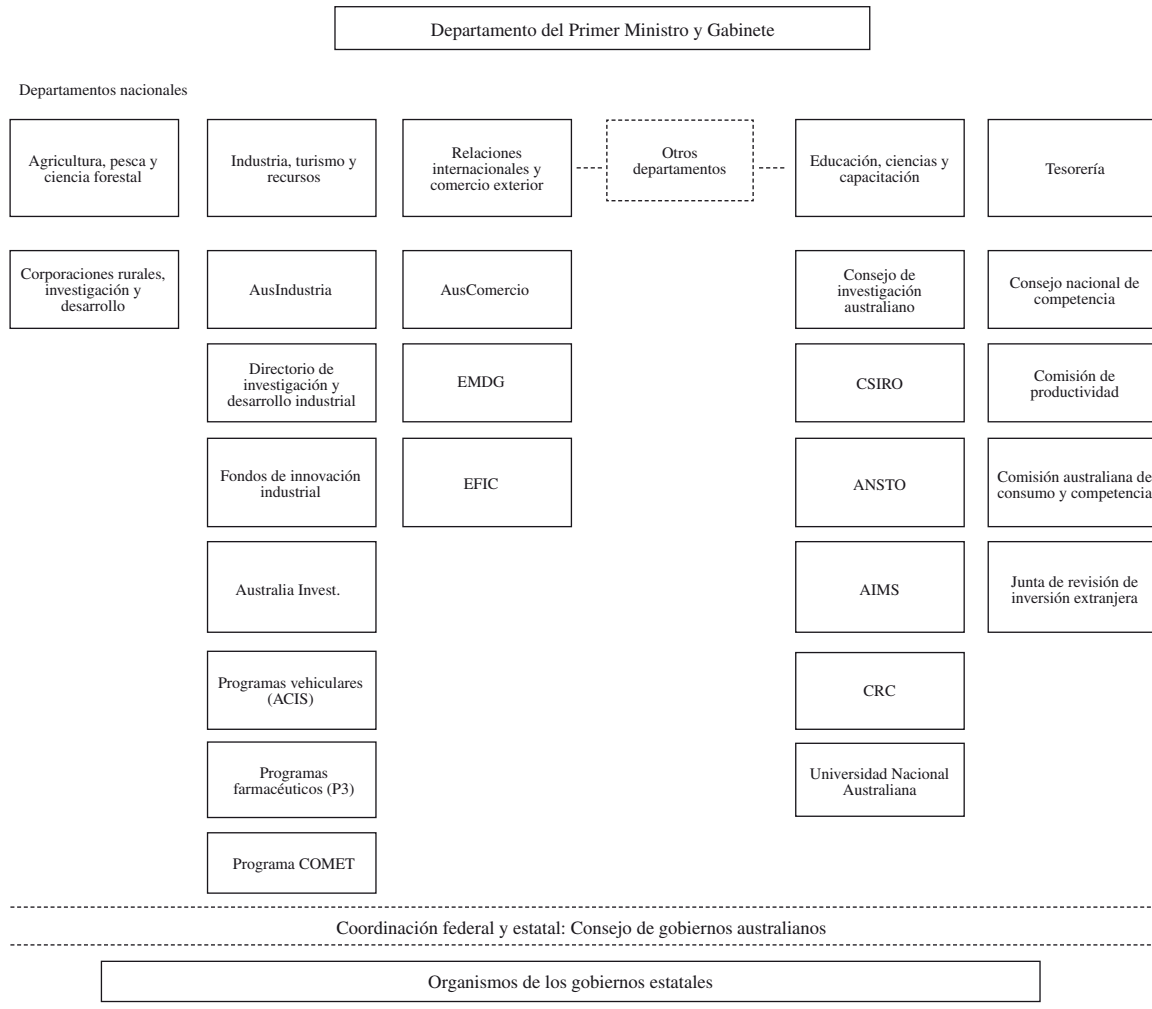 Departamento del Primer Ministro y Gabinete
Departamentos nacionales
Agricultura, pesca y
ciencia forestal
Industria, turismo y
recursos
Relaciones
internacionales y
comercio exterior
Otros
departamentos
Educación, ciencias y
capacitación
Tesorería
Corporaciones rurales,
investigación y
desarrollo
AusIndustria
AusComercio
Consejo de
investigación
australiano
Consejo nacional de
competencia
Directorio de
investigación y
desarrollo industrial
EMDG
CSIRO
Comisión de
productividad
Fondos de innovación
industrial
EFIC
ANSTO
Comisión australiana de
consumo y competencia
Australia Invest.
AIMS
Junta de revisión de
inversión extranjera
Programas vehiculares
(ACIS)
CRC
Programas
farmacéuticos (P3)
Universidad Nacional
Australiana
Programa COMET
Coordinación federal y estatal: Consejo de gobiernos australianos
Organismos de los gobiernos estatales